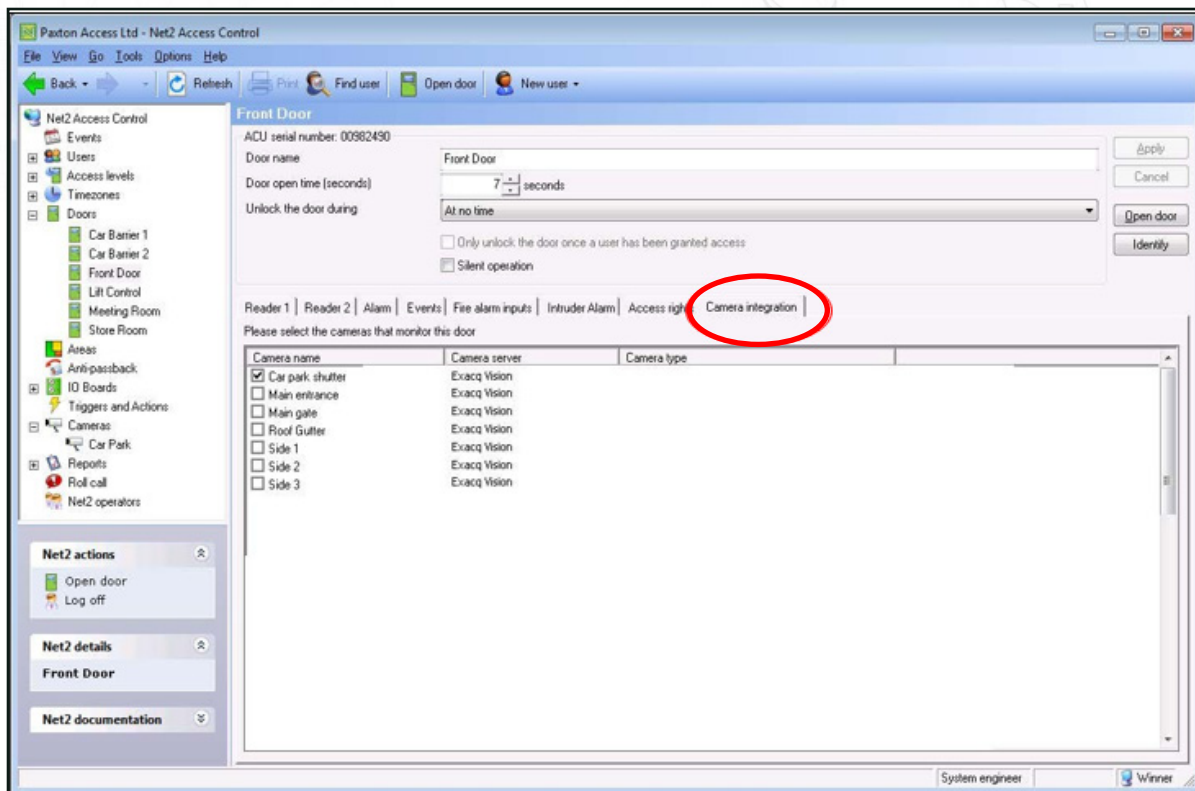 Paxton Access Ltd - Net2 Access Control
File View Go Tools Options Help
Back Refresh Print Find user Open door New user
Net2 Access Control
Events
Users
Access levels
Timezones
Doors
Car Barrier 1
Car Barrier 2
Front Door
Lift Control
Meeting Room
Store Room
Areas
Anti-passback
IO Boards
Triggers and Actions
Cameras
Car Park
Reports
Roll call
Net2 operators
Net2 actions
Open door
Log off
Net2 details
Front Door
Net2 documentation
Front Door
ACU serial number: 00982490
Door name Front Door
Door open time (seconds) 7 seconds
Unlock the door during At no time
Only unlock the door once a user has been granted access
Silent operation
Apply
Cancel
Open door
Identify
Reader 1 Reader 2 Alarm Events Fire alarm inputs Intruder Alarm Access rights Camera integration
Please select the cameras that monitor this door
Camera name Camera server Camera type
Car park shutter Exacq Vision
Main entrance Exacq Vision
Main gate Exacq Vision
Roof Gutter Exacq Vision
Side 1 Exacq Vision
Side 2 Exacq Vision
Side 3 Exacq Vision
System engineer Winner